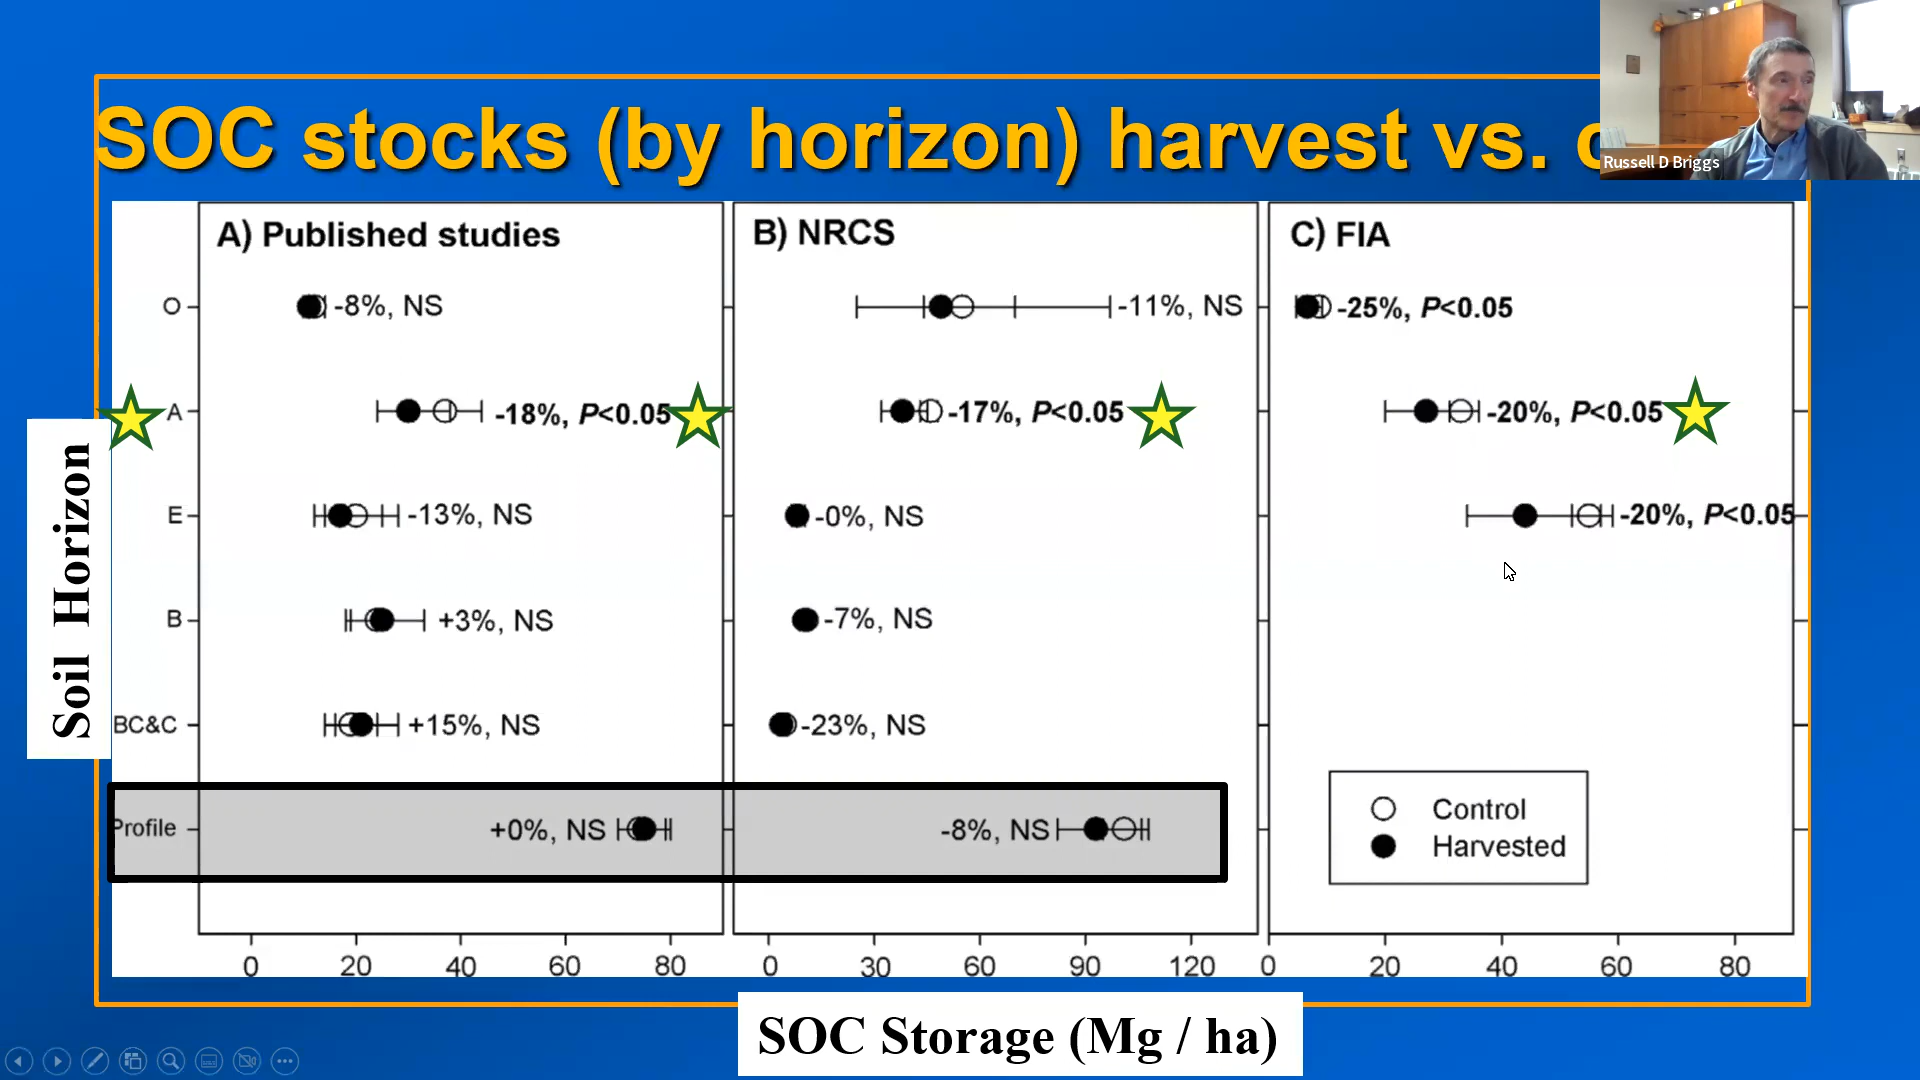 SOC stocks (by horizon) harvest vs.
Russell D Briggs
A) Published studies
B) NRCS
C) FIA
O
-8%, NS
-11%, NS
-25%, P<0.05
A
-18%, P<0.05
-17%, P<0.05
-20%, P<0.05
E
-13%, NS
-0%, NS
-20%, P<0.05
B
+3%, NS
-7%, NS
BC&C
+15%, NS
-23%, NS
Profile
+0%, NS
-8%, NS
Control
Harvested
0 20 40 60 80
0 30 60 90 120
0 20 40 60 80
Soil Horizon
SOC Storage (Mg / ha)